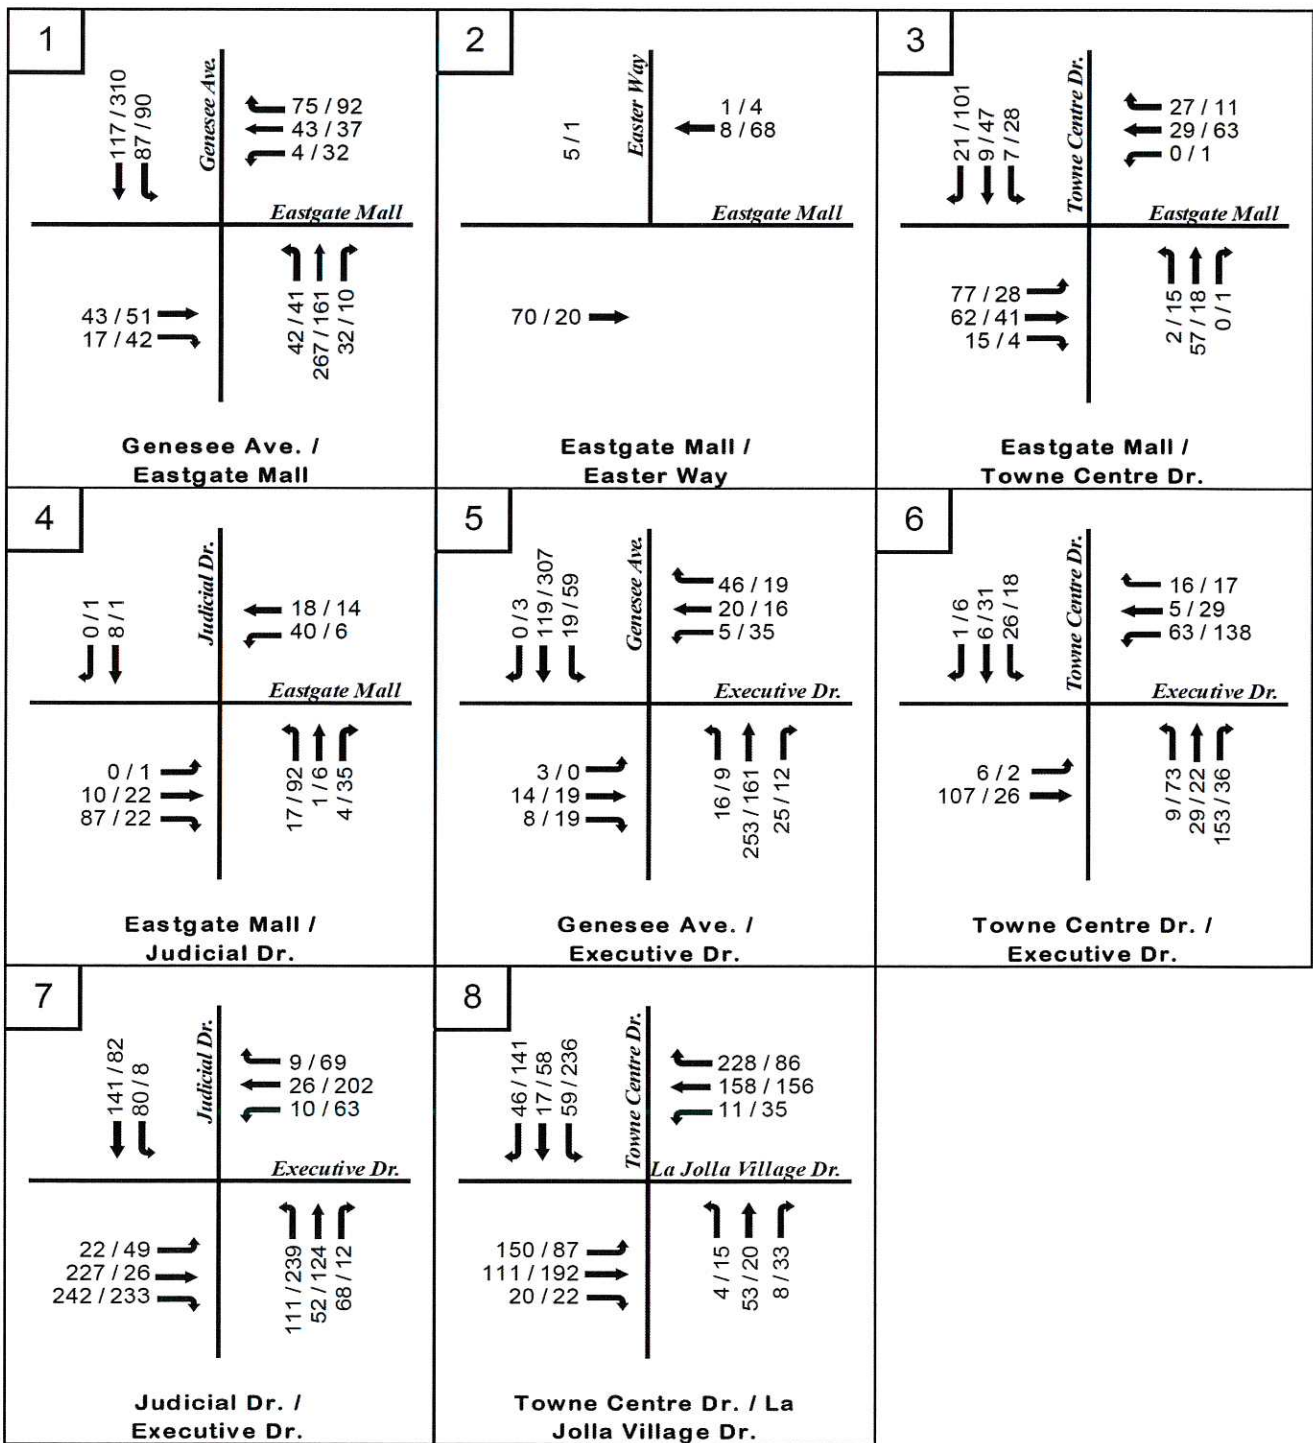 1
117 / 310
87 / 90
Genesee Ave.
75 / 92
43 / 37
4 / 32
Eastgate Mall
43 / 51
17 / 42
42 / 41
267 / 161
32 / 10
Genesee Ave. /
Eastgate Mall
2
5 / 1
Easter Way
1 / 4
8 / 68
Eastgate Mall
70 / 20
Eastgate Mall /
Easter Way
3
21 / 101
9 / 47
7 / 28
Towne Centre Dr.
27 / 11
29 / 63
0 / 1
Eastgate Mall
77 / 28
62 / 41
15 / 4
2 / 15
57 / 18
0 / 1
Eastgate Mall /
Towne Centre Dr.
4
0 / 1
8 / 1
Judicial Dr.
18 / 14
40 / 6
Eastgate Mall
0 / 1
10 / 22
87 / 22
17 / 92
1 / 6
4 / 35
Eastgate Mall /
Judicial Dr.
5
0 / 3
119 / 307
19 / 59
Genesee Ave.
46 / 19
20 / 16
5 / 35
Executive Dr.
3 / 0
14 / 19
8 / 19
16 / 9
253 / 161
25 / 12
Genesee Ave. /
Executive Dr.
6
1 / 6
6 / 31
26 / 18
Towne Centre Dr.
16 / 17
5 / 29
63 / 138
Executive Dr.
6 / 2
107 / 26
9 / 73
29 / 22
153 / 36
Towne Centre Dr. /
Executive Dr.
7
141 / 82
80 / 8
Judicial Dr.
9 / 69
26 / 202
10 / 63
Executive Dr.
22 / 49
227 / 26
242 / 233
111 / 239
52 / 124
68 / 12
Judicial Dr. /
Executive Dr.
8
46 / 141
17 / 58
59 / 236
Towne Centre Dr.
228 / 86
158 / 156
11 / 35
La Jolla Village Dr.
150 / 87
111 / 192
20 / 22
4 / 15
53 / 20
8 / 33
Towne Centre Dr. / La
Jolla Village Dr.